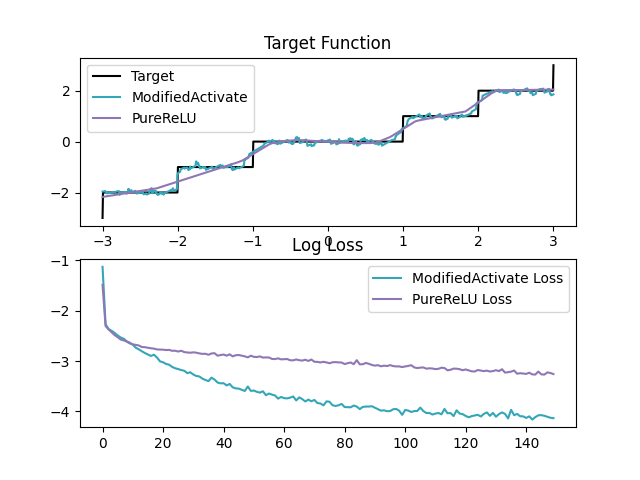 Target Function
Target
ModifiedActivate
PureReLU
2
0
−2
−3 −2 −1 0 1 2 3
Log Loss
ModifiedActivate Loss
PureReLU Loss
−1
−2
−3
−4
0 20 40 60 80 100 120 140